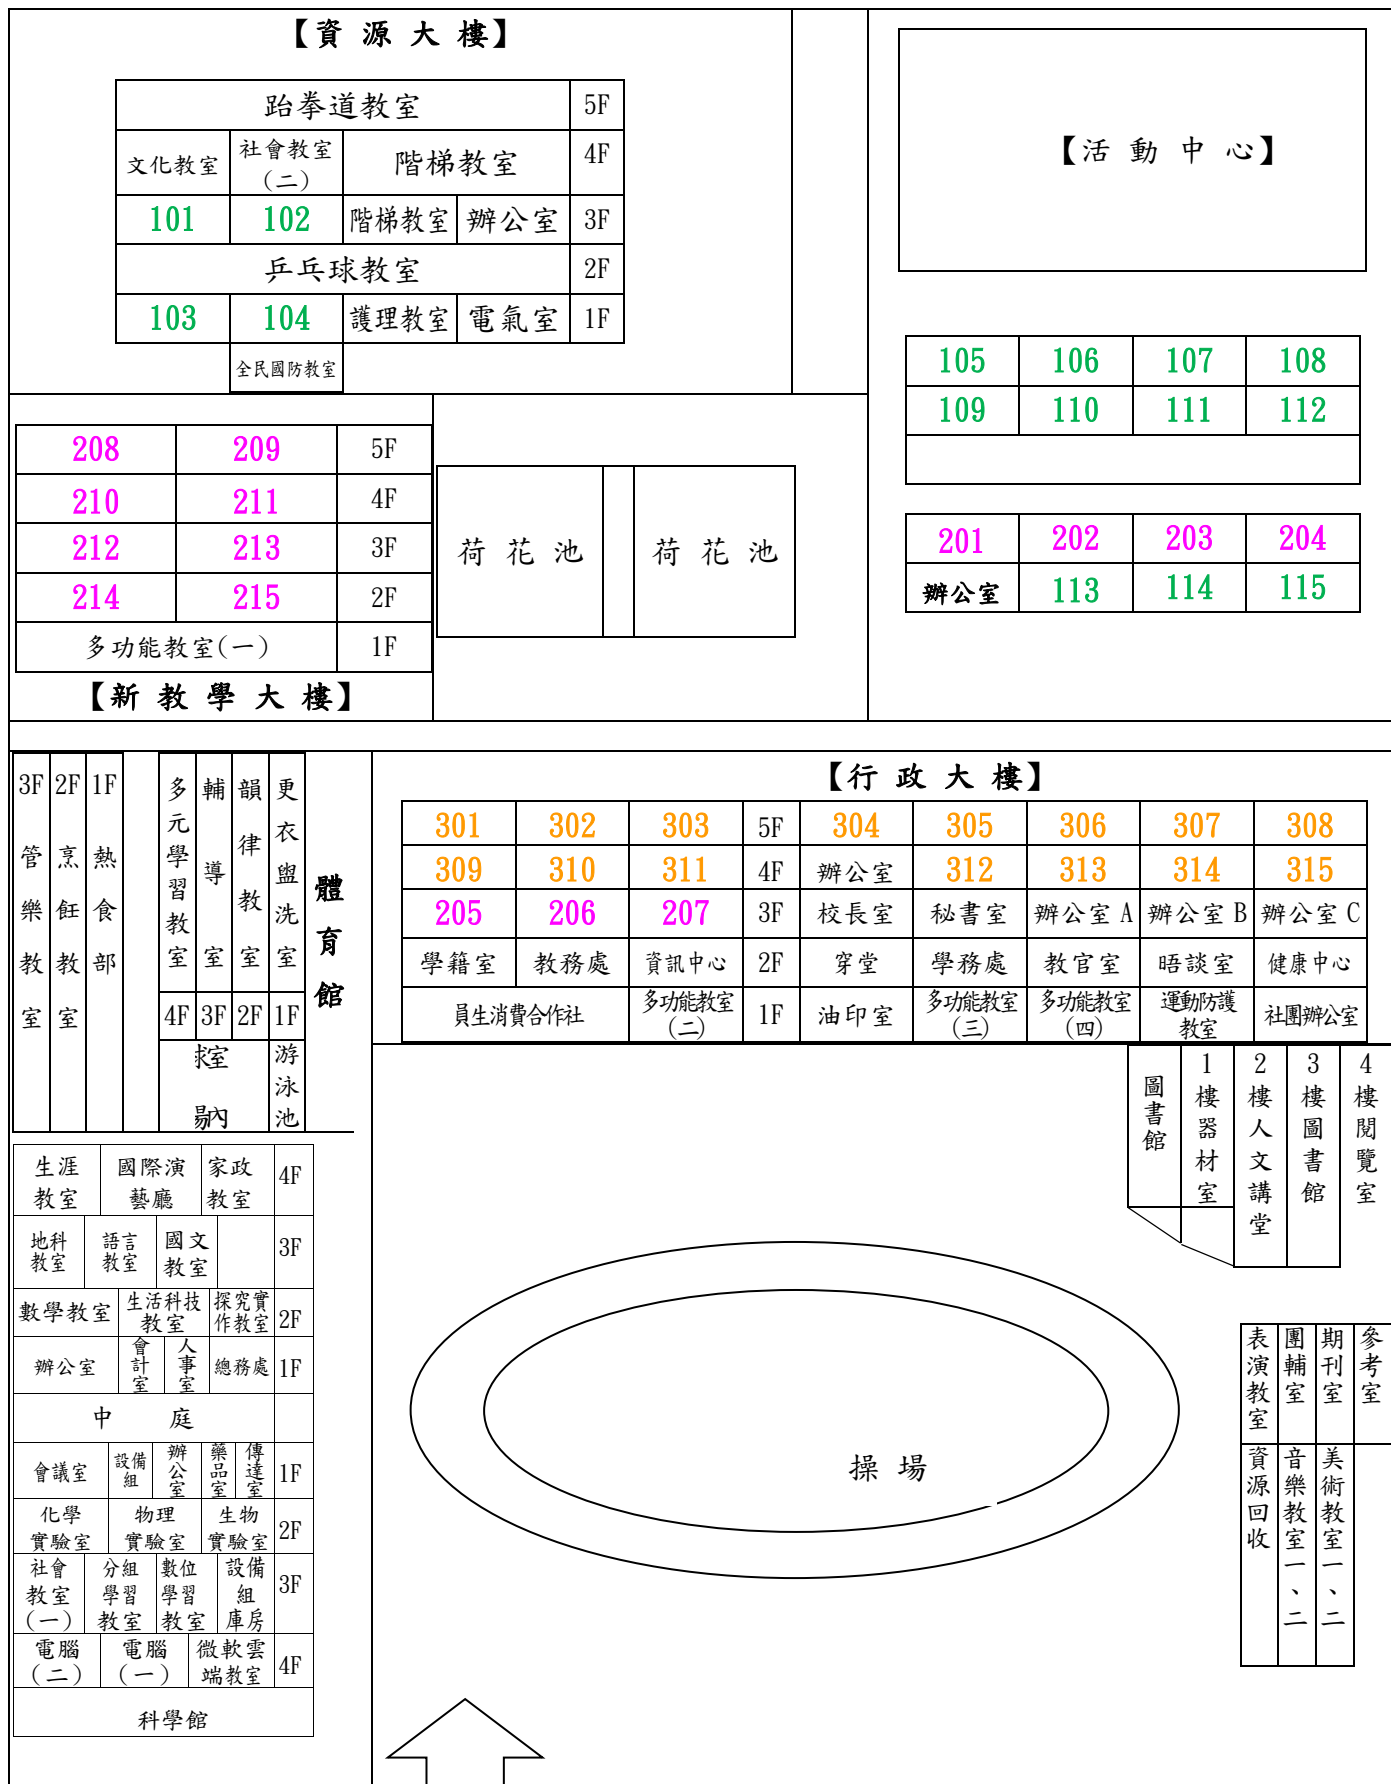 【資 源 大 樓】
跆拳道教室 5F
文化教室 社會教室(二) 階梯教室 4F
101 102 階梯教室 辦公室 3F
乒乓球教室 2F
103 104 護理教室 電氣室 1F
全民國防教室
【活 動 中 心】
105 106 107 108
109 110 111 112
201 202 203 204
辦公室 113 114 115
208 209 5F
210 211 4F
212 213 3F
214 215 2F
多功能教室(一) 1F
【新 教 學 大 樓】
荷 花 池
荷 花 池
3F 管樂教室
2F 烹飪教室
1F 熱食部
多元學習教室 4F
輔導室 3F
韻律教室 2F
更衣盥洗室 1F
球室
場內
游泳池
體育館
【行 政 大 樓】
301 302 303 5F 304 305 306 307 308
309 310 311 4F 辦公室 312 313 314 315
205 206 207 3F 校長室 秘書室 辦公室 A 辦公室 B 辦公室 C
學籍室 教務處 資訊中心 2F 穿堂 學務處 教官室 晤談室 健康中心
員生消費合作社 多功能教室(二) 1F 油印室 多功能教室(三) 多功能教室(四) 運動防護教室 社團辦公室
圖書館
1樓器材室
2樓人文講堂
3樓圖書館
4樓閱覽室
生涯教室 國際演藝廳 家政教室 4F
地科教室 語言教室 國文教室 3F
數學教室 生活科技教室 探究實作教室 2F
辦公室 會計室 人事室 總務處 1F
中 庭
會議室 設備組 辦公室 藥品室 傳達室 1F
化學實驗室 物理實驗室 生物實驗室 2F
社會教室(一) 分組學習教室 數位學習教室 設備組庫房 3F
電腦(二) 電腦(一) 微軟雲端教室 4F
科學館
操 場
表演教室 團輔室 期刊室 參考室
資源回收 音樂教室一、二 美術教室一、二